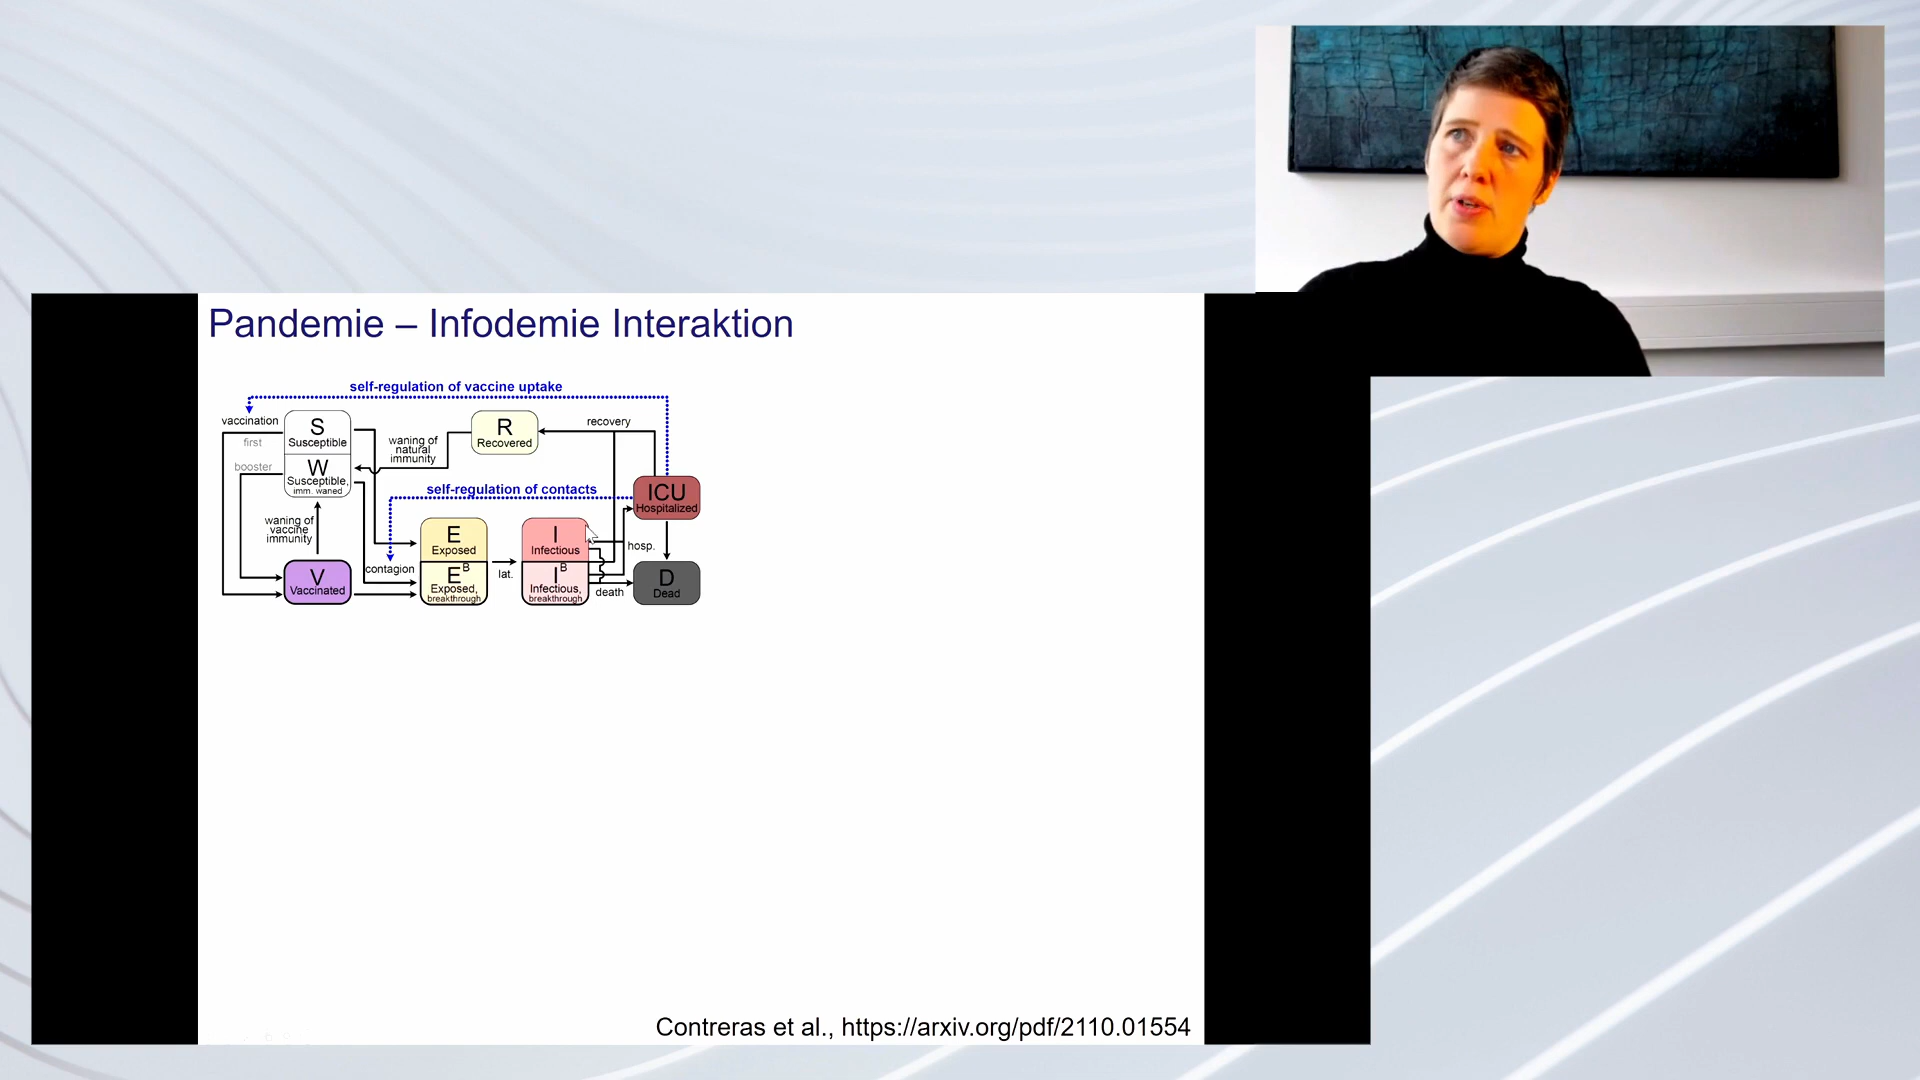 Pandemie – Infodemie Interaktion
self-regulation of vaccine uptake
vaccination
first
booster
S
Susceptible
W
Susceptible,
imm. waned
waning of
natural
immunity
R
Recovered
recovery
self-regulation of contacts
ICU
Hospitalized
waning of
vaccine
immunity
V
Vaccinated
contagion
E
Exposed
E^B
Exposed,
breakthrough
lat.
I
Infectious
I^B
Infectious,
breakthrough
hosp.
death
D
Dead
Contreras et al., https://arxiv.org/pdf/2110.01554